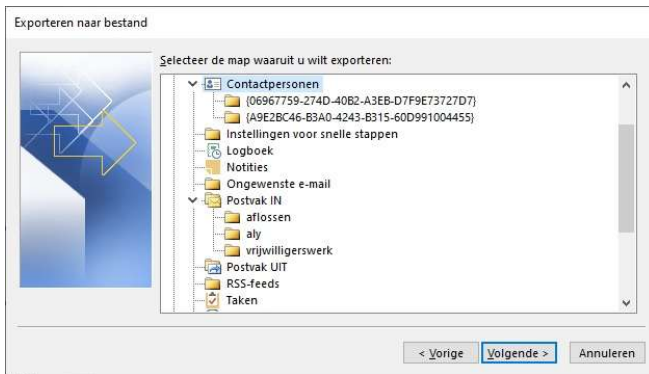 Exporteren naar bestand
Selecteer de map waaruit u wilt exporteren:
Contactpersonen
{06967759-274D-40B2-A3EB-D7F9E73727D7}
{A9E2BC46-B3A0-4243-B315-60D991004455}
Instellingen voor snelle stappen
Logboek
Notities
Ongewenste e-mail
Postvak IN
aflossen
aly
vrijwilligerswerk
Postvak UIT
RSS-feeds
Taken
< Vorige Volgende > Annuleren